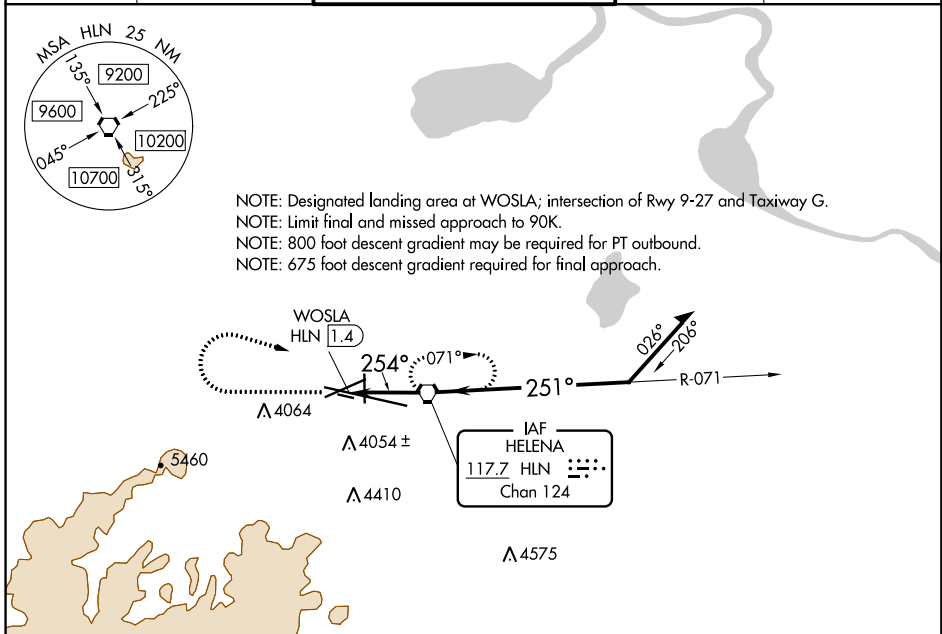 MSA HLN 25 NM
135°
9200
225°
9600
045°
10200
10700
315°
NOTE: Designated landing area at WOSLA; intersection of Rwy 9-27 and Taxiway G.
NOTE: Limit final and missed approach to 90K.
NOTE: 800 foot descent gradient may be required for PT outbound.
NOTE: 675 foot descent gradient required for final approach.
WOSLA
HLN 1.4
254°
071°
026°
206°
251°
R-071
4064
4054 ±
5460
4410
IAF
HELENA
117.7 HLN
Chan 124
4575